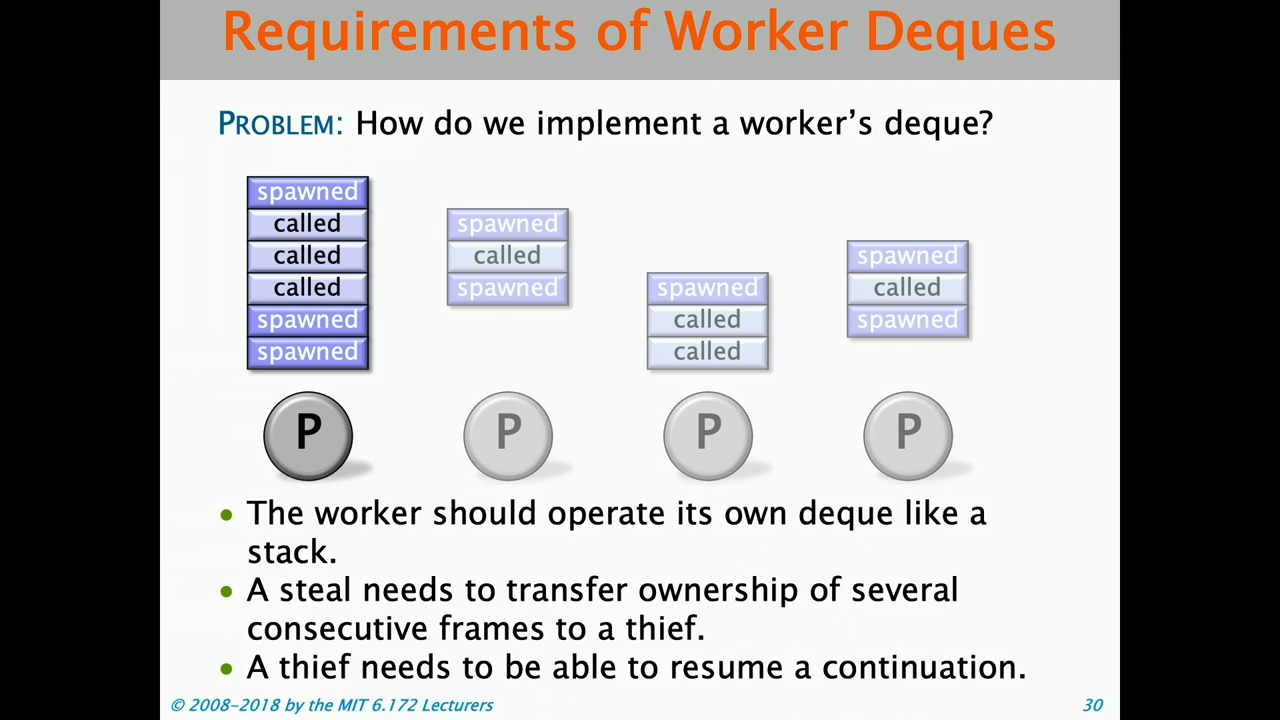 Requirements of Worker Deques
PROBLEM: How do we implement a worker's deque?
spawned
called
called
called
spawned
spawned
spawned
called
spawned
spawned
called
called
spawned
called
spawned
P
P
P
P
• The worker should operate its own deque like a
stack.
• A steal needs to transfer ownership of several
consecutive frames to a thief.
• A thief needs to be able to resume a continuation.
© 2008–2018 by the MIT 6.172 Lecturers
30